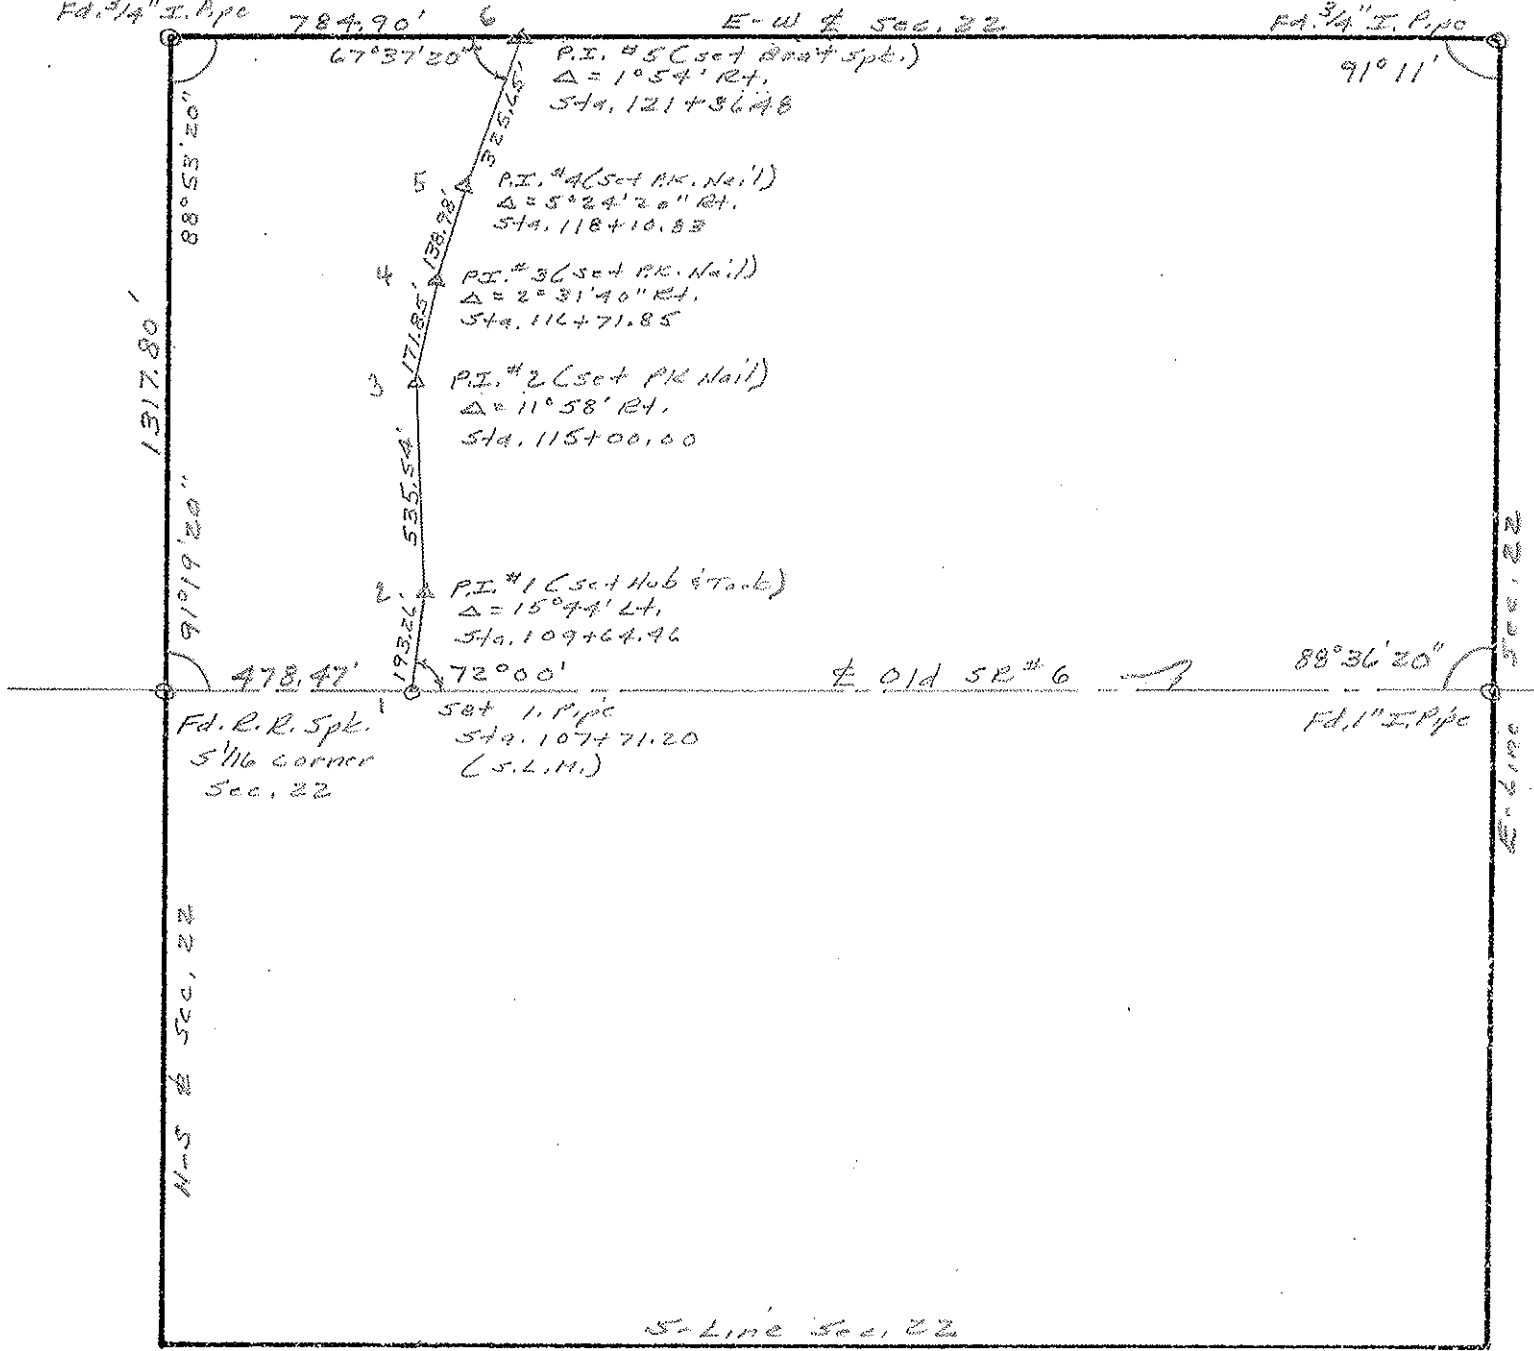 Fd. 3/4" I. Pipe
784.90'
6
E-W ℄ Sec. 22
Fd. 3/4" I. Pipe
67°37'20"
P.I. #5 (set Boat Spk.)
Δ = 1°54' Rt.
Sta. 121+36.48
91°11'
88°53'20"
325.65'
5
P.I. #4 (set P.K. Nail)
Δ = 5°24'20" Rt.
Sta. 118+10.83
138.98'
4
P.I. #3 (set P.K. Nail)
Δ = 2°31'40" Rt.
Sta. 116+71.85
171.85'
1317.80'
3
P.I. #2 (set PK Nail)
Δ = 11°58' Rt.
Sta. 115+00.00
535.54'
91°19'20"
2
P.I. #1 (set Hub & Tack)
Δ = 15°44' Lt.
Sta. 109+64.46
193.26
478.47'
72°00'
℄ Old SR #6
88°36'20"
1
Fd. R.R. Spk.
S 1/16 corner
Sec. 22
Set I. Pipe
Sta. 107+71.20
(S.L.M.)
Fd. 1" I. Pipe
E-Line Sec. 22
N-S ℄ Sec. 22
S-Line Sec. 22